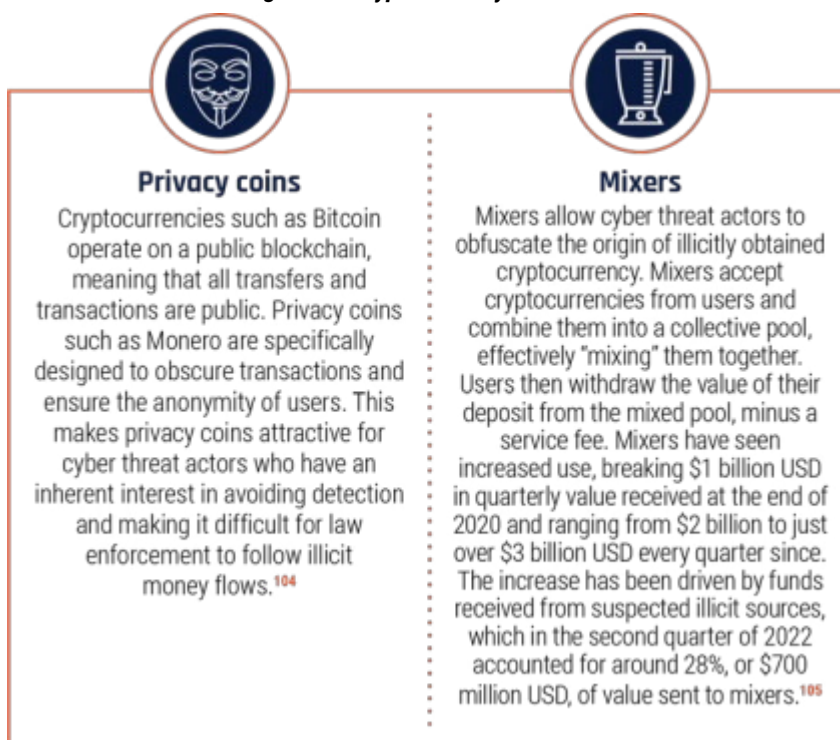 Privacy coins
Cryptocurrencies such as Bitcoin
operate on a public blockchain,
meaning that all transfers and
transactions are public. Privacy coins
such as Monero are specifically
designed to obscure transactions and
ensure the anonymity of users. This
makes privacy coins attractive for
cyber threat actors who have an
inherent interest in avoiding detection
and making it difficult for law
enforcement to follow illicit
money flows.104
Mixers
Mixers allow cyber threat actors to
obfuscate the origin of illicitly obtained
cryptocurrency. Mixers accept
cryptocurrencies from users and
combine them into a collective pool,
effectively "mixing" them together.
Users then withdraw the value of their
deposit from the mixed pool, minus a
service fee. Mixers have seen
increased use, breaking $1 billion USD
in quarterly value received at the end of
2020 and ranging from $2 billion to just
over $3 billion USD every quarter since.
The increase has been driven by funds
received from suspected illicit sources,
which in the second quarter of 2022
accounted for around 28%, or $700
million USD, of value sent to mixers.105